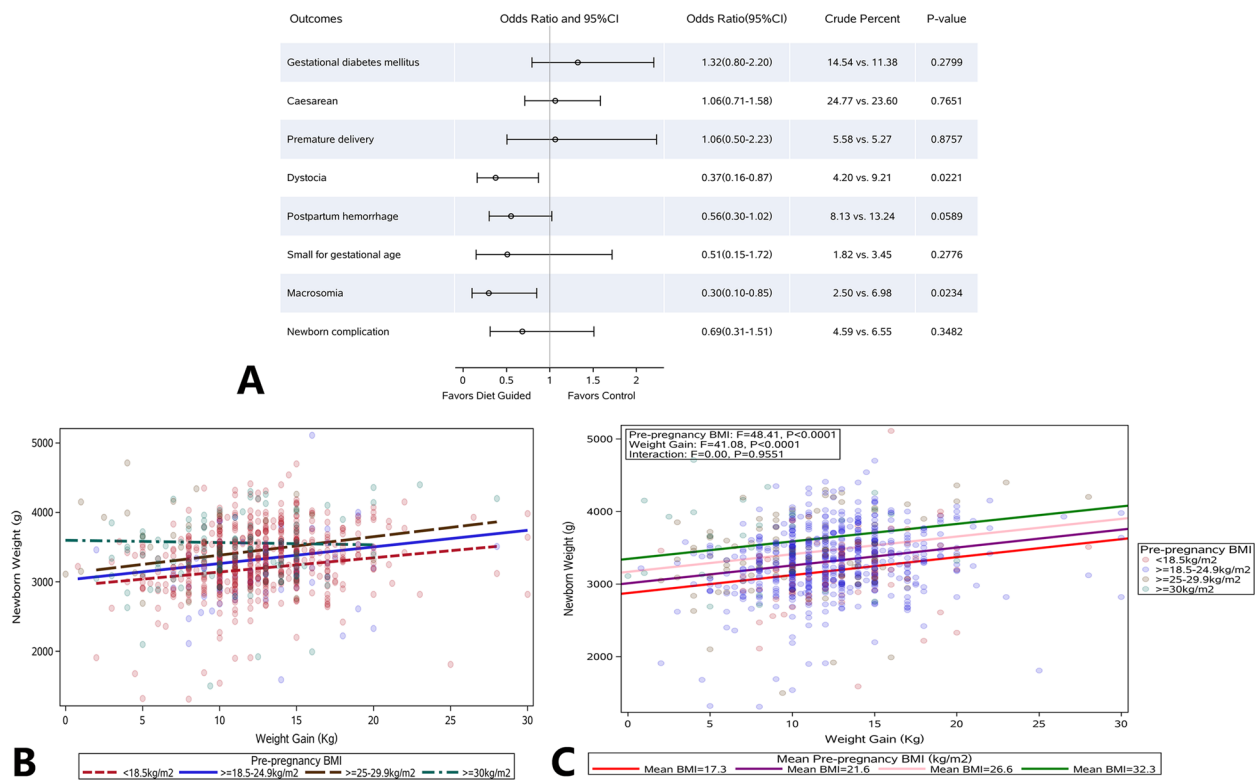 Outcomes Odds Ratio and 95%CI Odds Ratio(95%CI) Crude Percent P-value
Gestational diabetes mellitus 1.32(0.80-2.20) 14.54 vs. 11.38 0.2799
Caesarean 1.06(0.71-1.58) 24.77 vs. 23.60 0.7651
Premature delivery 1.06(0.50-2.23) 5.58 vs. 5.27 0.8757
Dystocia 0.37(0.16-0.87) 4.20 vs. 9.21 0.0221
Postpartum hemorrhage 0.56(0.30-1.02) 8.13 vs. 13.24 0.0589
Small for gestational age 0.51(0.15-1.72) 1.82 vs. 3.45 0.2776
Macrosomia 0.30(0.10-0.85) 2.50 vs. 6.98 0.0234
Newborn complication 0.69(0.31-1.51) 4.59 vs. 6.55 0.3482
0 0.5 1 1.5 2
Favors Diet Guided Favors Control
A
Newborn Weight (g)
5000
4000
3000
2000
0 5 10 15 20 25 30
Weight Gain (Kg)
Pre-pregnancy BMI
<18.5kg/m2 >=18.5-24.9kg/m2 >=25-29.9kg/m2 >=30kg/m2
B
Pre-pregnancy BMI: F=48.41, P<0.0001
Weight Gain: F=41.08, P<0.0001
Interaction: F=0.00, P=0.9551
Newborn Weight (g)
5000
4000
3000
2000
0 5 10 15 20 25 30
Weight Gain (Kg)
Pre-pregnancy BMI
<18.5kg/m2
>=18.5-24.9kg/m2
>=25-29.9kg/m2
>=30kg/m2
Mean Pre-pregnancy BMI (kg/m2)
Mean BMI=17.3 Mean BMI=21.6 Mean BMI=26.6 Mean BMI=32.3
C